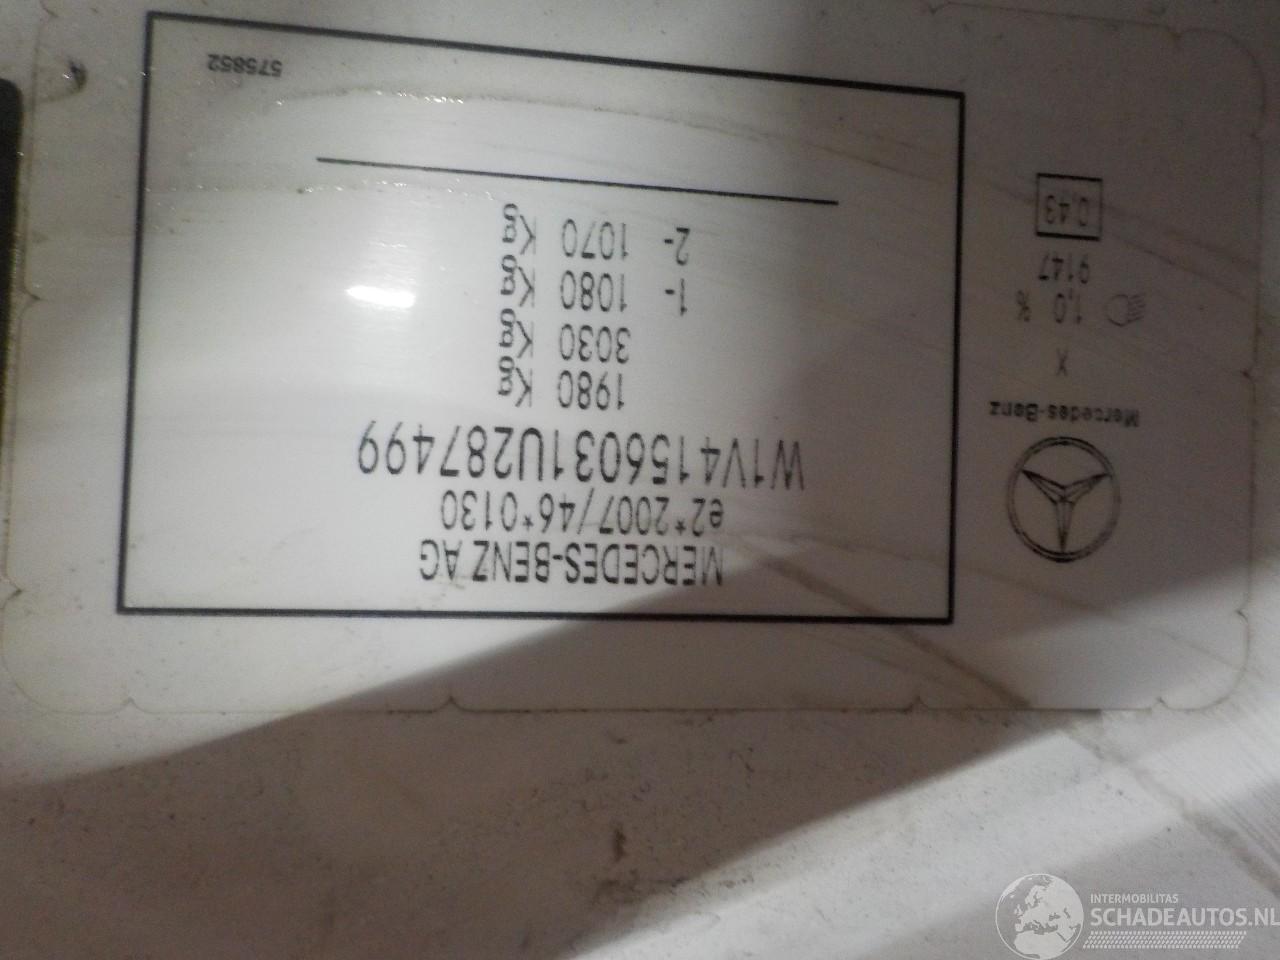 MERCEDES-BENZ AG
e2*2007/46*0130
W1V4156031U287499
1980 Kg
3030 Kg
1- 1080 Kg
2- 1070 Kg
575852
Mercedes-Benz
X
1,0 %
9147
0,43
INTERMOBILITAS
SCHADEAUTOS.NL